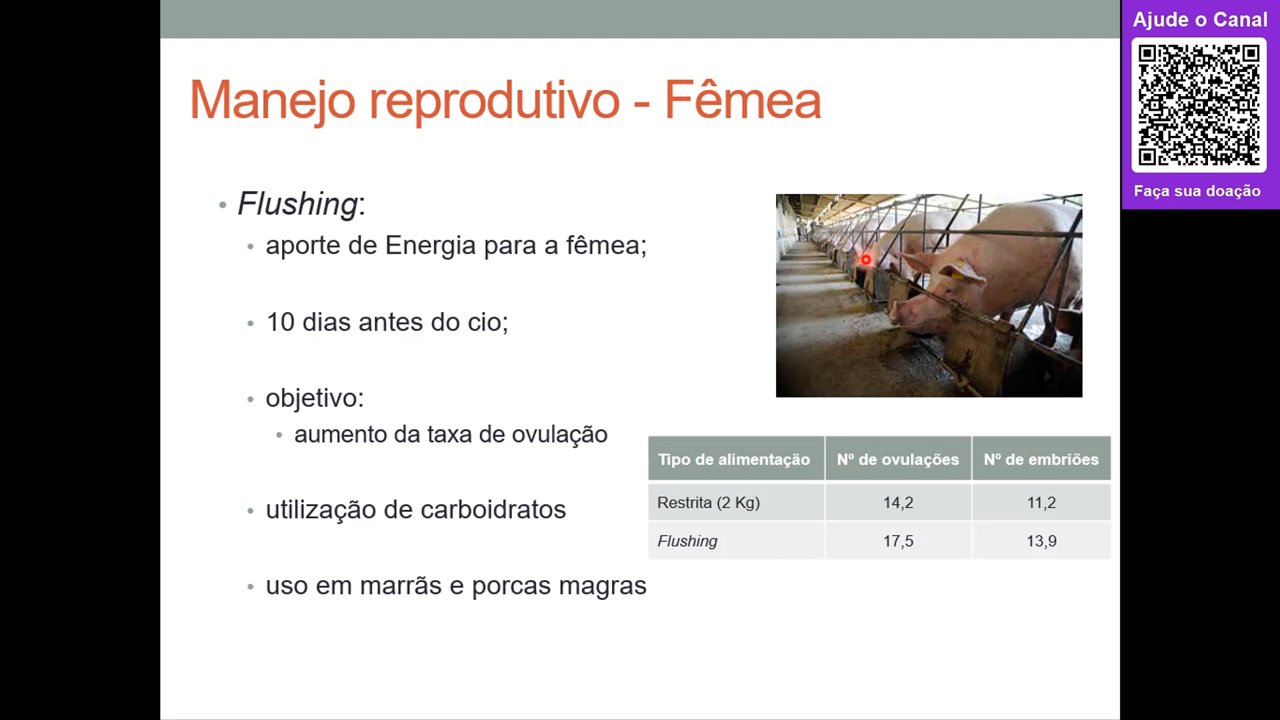 Manejo reprodutivo - Fêmea
• Flushing:
• aporte de Energia para a fêmea;
• 10 dias antes do cio;
• objetivo:
• aumento da taxa de ovulação
• utilização de carboidratos
• uso em marrãs e porcas magras
Tipo de alimentação Nº de ovulações Nº de embriões
Restrita (2 Kg) 14,2 11,2
Flushing 17,5 13,9
Ajude o Canal
Faça sua doação